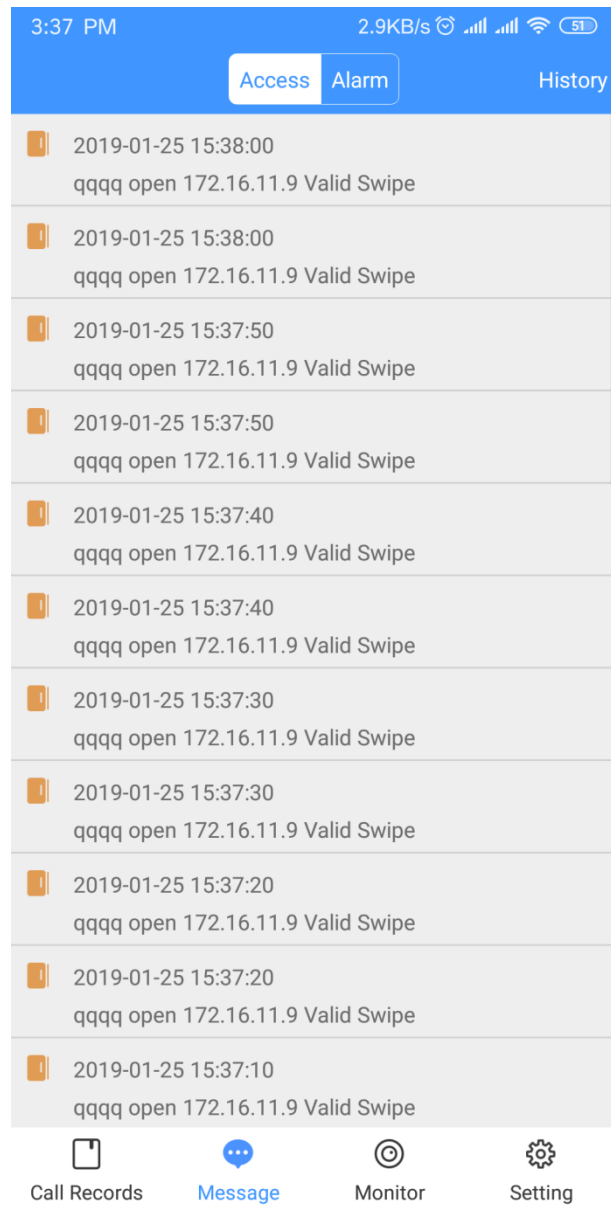 3:37 PM 2.9KB/s 51
Access Alarm History
2019-01-25 15:38:00
qqqq open 172.16.11.9 Valid Swipe
2019-01-25 15:38:00
qqqq open 172.16.11.9 Valid Swipe
2019-01-25 15:37:50
qqqq open 172.16.11.9 Valid Swipe
2019-01-25 15:37:50
qqqq open 172.16.11.9 Valid Swipe
2019-01-25 15:37:40
qqqq open 172.16.11.9 Valid Swipe
2019-01-25 15:37:40
qqqq open 172.16.11.9 Valid Swipe
2019-01-25 15:37:30
qqqq open 172.16.11.9 Valid Swipe
2019-01-25 15:37:30
qqqq open 172.16.11.9 Valid Swipe
2019-01-25 15:37:20
qqqq open 172.16.11.9 Valid Swipe
2019-01-25 15:37:20
qqqq open 172.16.11.9 Valid Swipe
2019-01-25 15:37:10
qqqq open 172.16.11.9 Valid Swipe
Call Records Message Monitor Setting